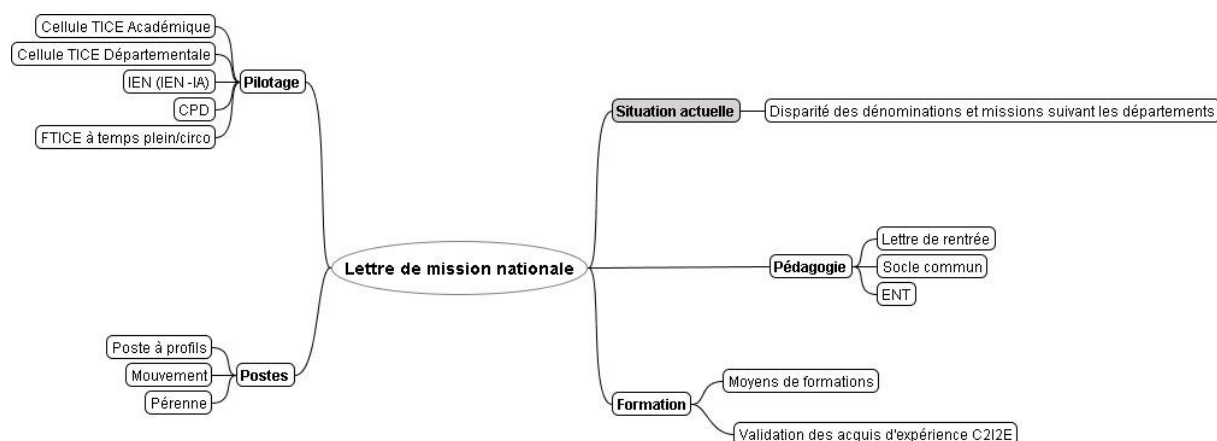 Lettre de mission nationale
Pilotage
Cellule TICE Académique
Cellule TICE Départementale
IEN (IEN -IA)
CPD
FTICE à temps plein/circo
Postes
Poste à profils
Mouvement
Pérenne
Situation actuelle
Disparité des dénominations et missions suivant les départements
Pédagogie
Lettre de rentrée
Socle commun
ENT
Formation
Moyens de formations
Validation des acquis d'expérience C2I2E